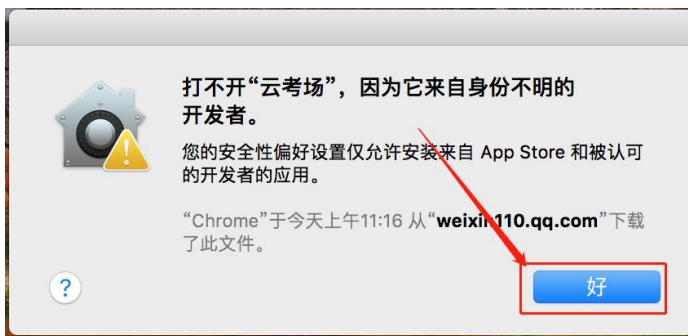 打不开“云考场”，因为它来自身份不明的
开发者。
您的安全性偏好设置仅允许安装来自 App Store 和被认可
的开发者的应用。
“Chrome”于今天上午11:16 从“weixin110.qq.com”下载
了此文件。
?
好